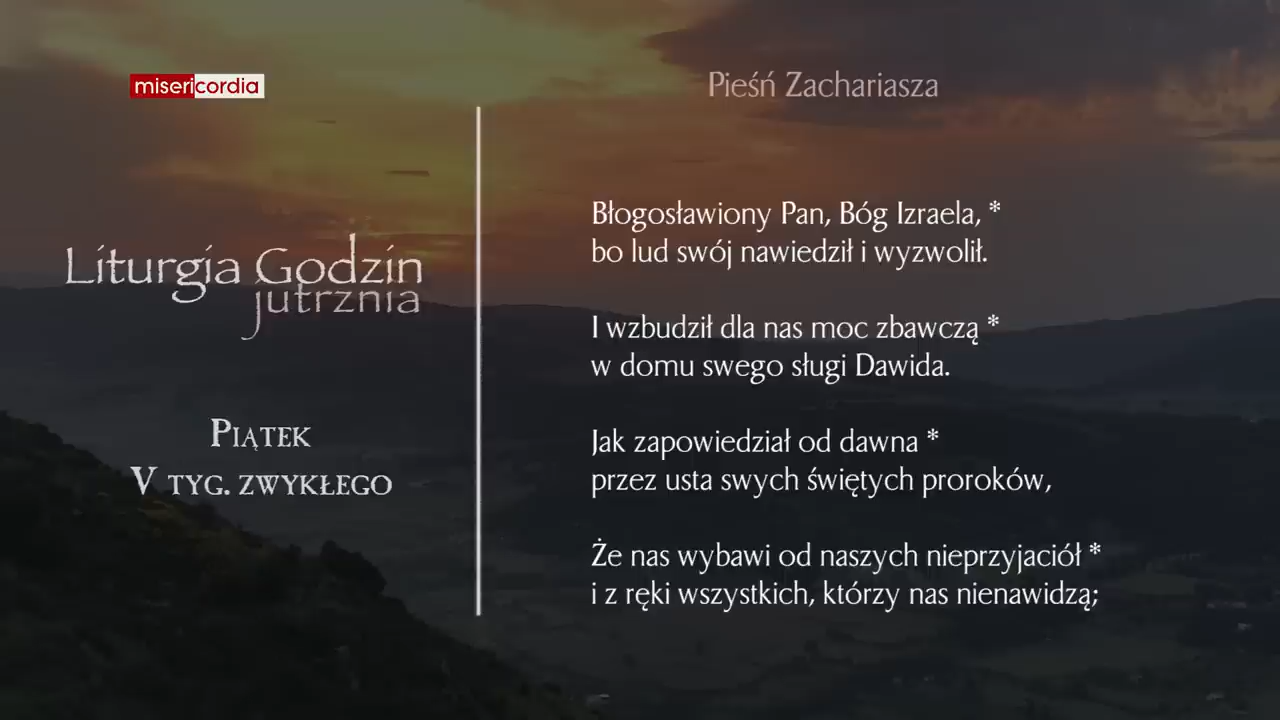 misericordia
Liturgia Godzin
jutrznia
Piątek
V tyg. zwykłego
Pieśń Zachariasza
Błogosławiony Pan, Bóg Izraela, *
bo lud swój nawiedził i wyzwolił.
I wzbudził dla nas moc zbawczą *
w domu swego sługi Dawida.
Jak zapowiedział od dawna *
przez usta swych świętych proroków,
Że nas wybawi od naszych nieprzyjaciół *
i z ręki wszystkich, którzy nas nienawidzą;